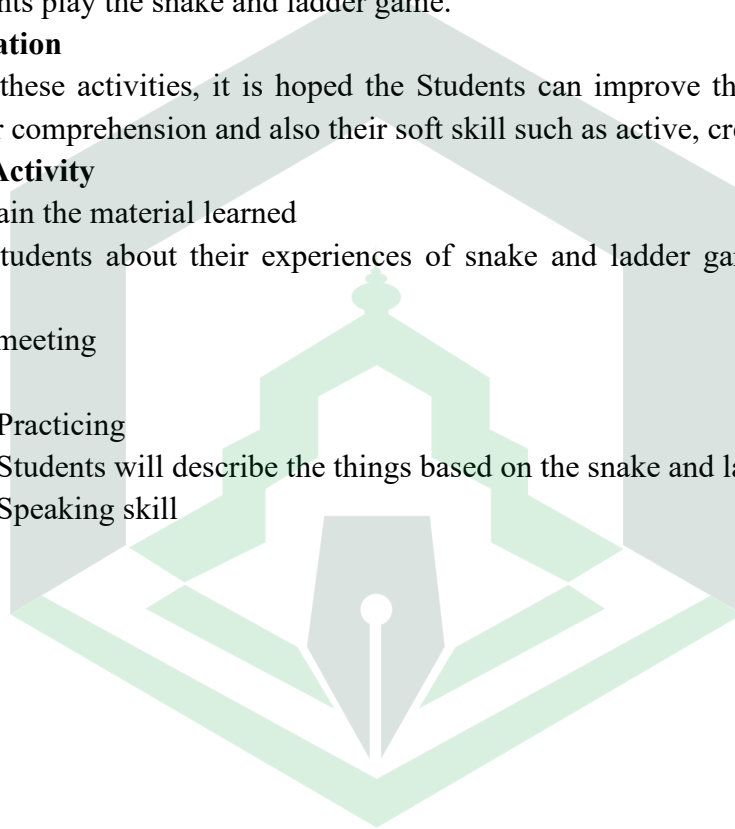 nts play the snake and ladder game.
ation
these activities, it is hoped the Students can improve th
r comprehension and also their soft skill such as active, cr
Activity
ain the material learned
tudents about their experiences of snake and ladder ga
meeting
Practicing
Students will describe the things based on the snake and la
Speaking skill